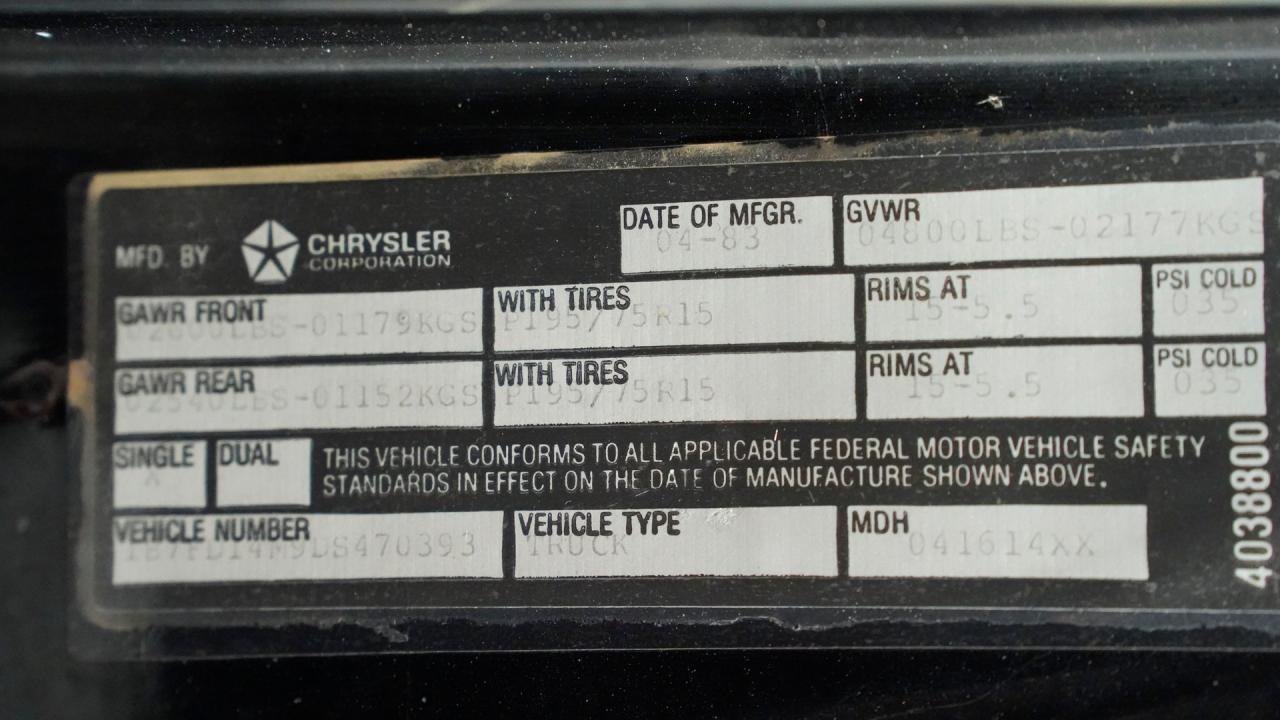 MFD. BY CHRYSLER CORPORATION
DATE OF MFGR. 04-83
GVWR 04800LBS-02177KGS
GAWR FRONT 02600LBS-01179KGS
WITH TIRES P195/75R15
RIMS AT 15-5.5
PSI COLD 035
GAWR REAR 02540LBS-01152KGS
WITH TIRES P195/75R15
RIMS AT 15-5.5
PSI COLD 035
SINGLE X
DUAL
THIS VEHICLE CONFORMS TO ALL APPLICABLE FEDERAL MOTOR VEHICLE SAFETY
STANDARDS IN EFFECT ON THE DATE OF MANUFACTURE SHOWN ABOVE.
VEHICLE NUMBER 1B7FD14M9DS470393
VEHICLE TYPE TRUCK
MDH 041614XX
4038800